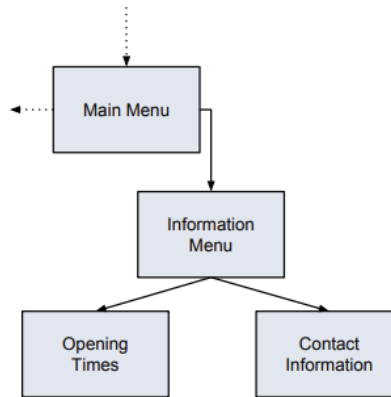 Main Menu
Information
Menu
Opening
Times
Contact
Information